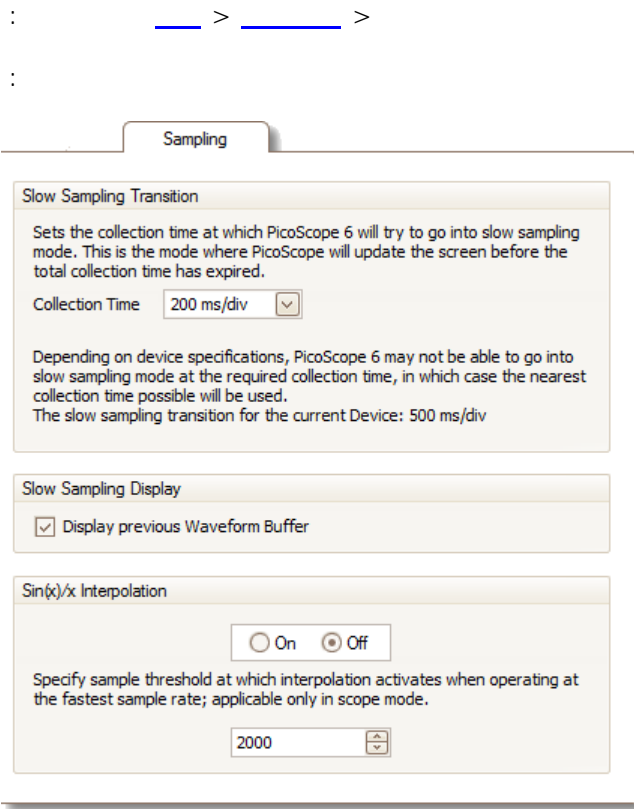 : > >
:
Sampling
Slow Sampling Transition
Sets the collection time at which PicoScope 6 will try to go into slow sampling
mode. This is the mode where PicoScope will update the screen before the
total collection time has expired.
Collection Time 200 ms/div
Depending on device specifications, PicoScope 6 may not be able to go into
slow sampling mode at the required collection time, in which case the nearest
collection time possible will be used.
The slow sampling transition for the current Device: 500 ms/div
Slow Sampling Display
Display previous Waveform Buffer
Sin(x)/x Interpolation
On Off
Specify sample threshold at which interpolation activates when operating at
the fastest sample rate; applicable only in scope mode.
2000